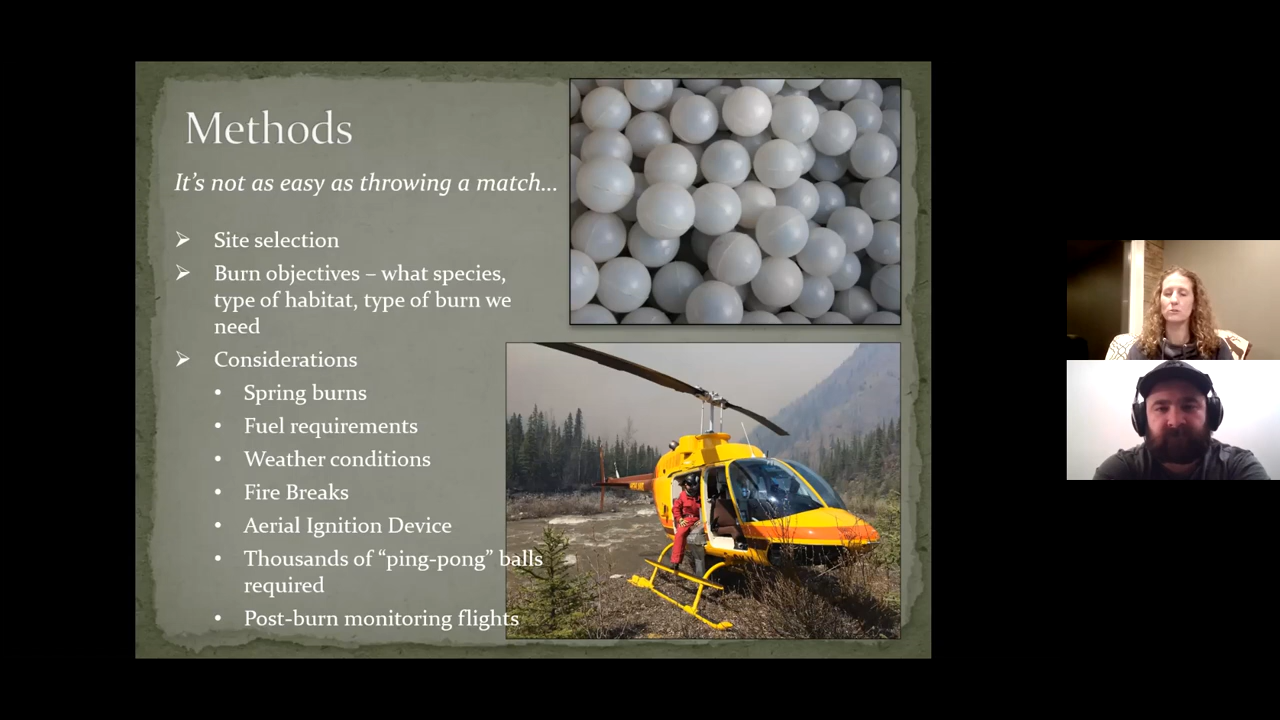 Methods
It's not as easy as throwing a match…
➢ Site selection
➢ Burn objectives – what species,
type of habitat, type of burn we
need
➢ Considerations
• Spring burns
• Fuel requirements
• Weather conditions
• Fire Breaks
• Aerial Ignition Device
• Thousands of “ping-pong” balls
required
• Post-burn monitoring flights